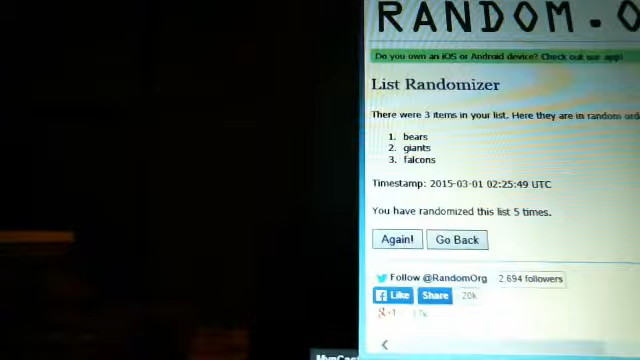 RANDOM.O
Do you own an iOS or Android device? Check out our app!
List Randomizer
There were 3 items in your list. Here they are in random ord
1. bears
2. giants
3. falcons
Timestamp: 2015-03-01 02:25:49 UTC
You have randomized this list 5 times.
Again! Go Back
Follow @RandomOrg 2,694 followers
Like Share 20k
g+1